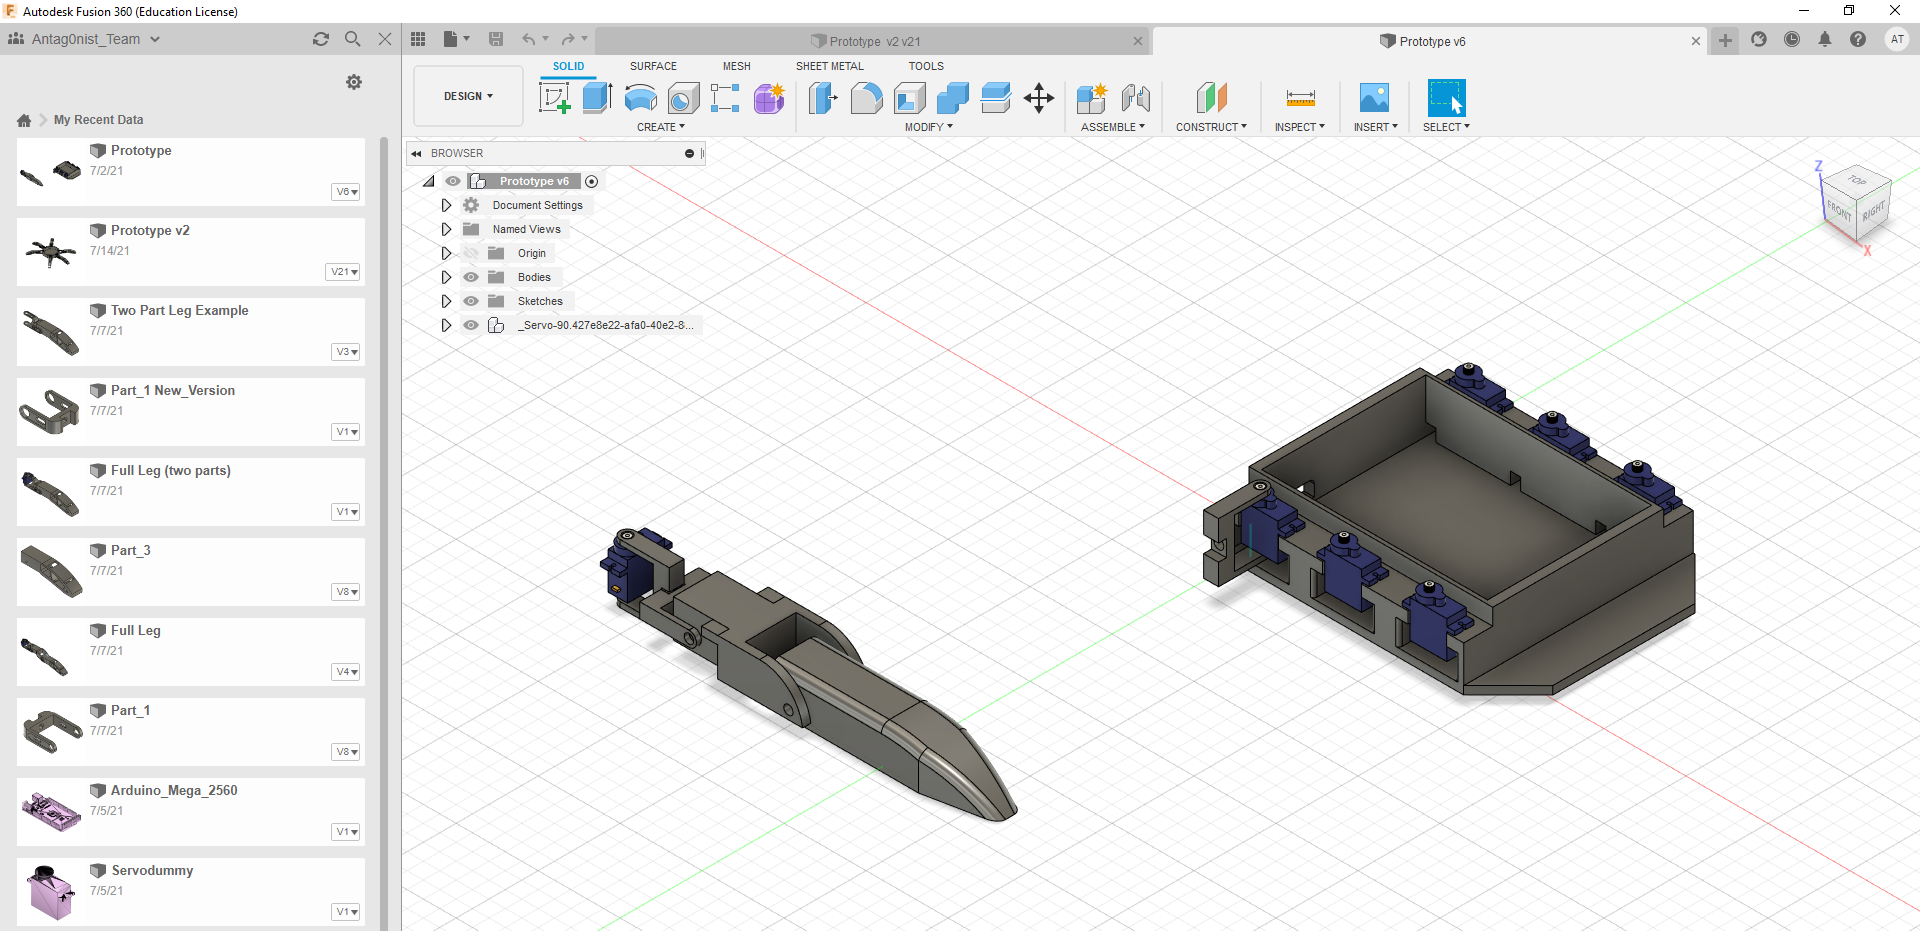 Autodesk Fusion 360 (Education License)
Antag0nist_Team
Prototype v2 v21
Prototype v6
AT
My Recent Data
Prototype
7/2/21
V6
Prototype v2
7/14/21
V21
Two Part Leg Example
7/7/21
V3
Part_1 New_Version
7/7/21
V1
Full Leg (two parts)
7/7/21
V1
Part_3
7/7/21
V8
Full Leg
7/7/21
V4
Part_1
7/7/21
V8
Arduino_Mega_2560
7/5/21
V1
Servodummy
7/5/21
V1
DESIGN
SOLID
SURFACE
MESH
SHEET METAL
TOOLS
CREATE
MODIFY
ASSEMBLE
CONSTRUCT
INSPECT
INSERT
SELECT
BROWSER
Prototype v6
Document Settings
Named Views
Origin
Bodies
Sketches
_Servo-90.427e8e22-afa0-40e2-8...
Z
TOP
FRONT
RIGHT
X